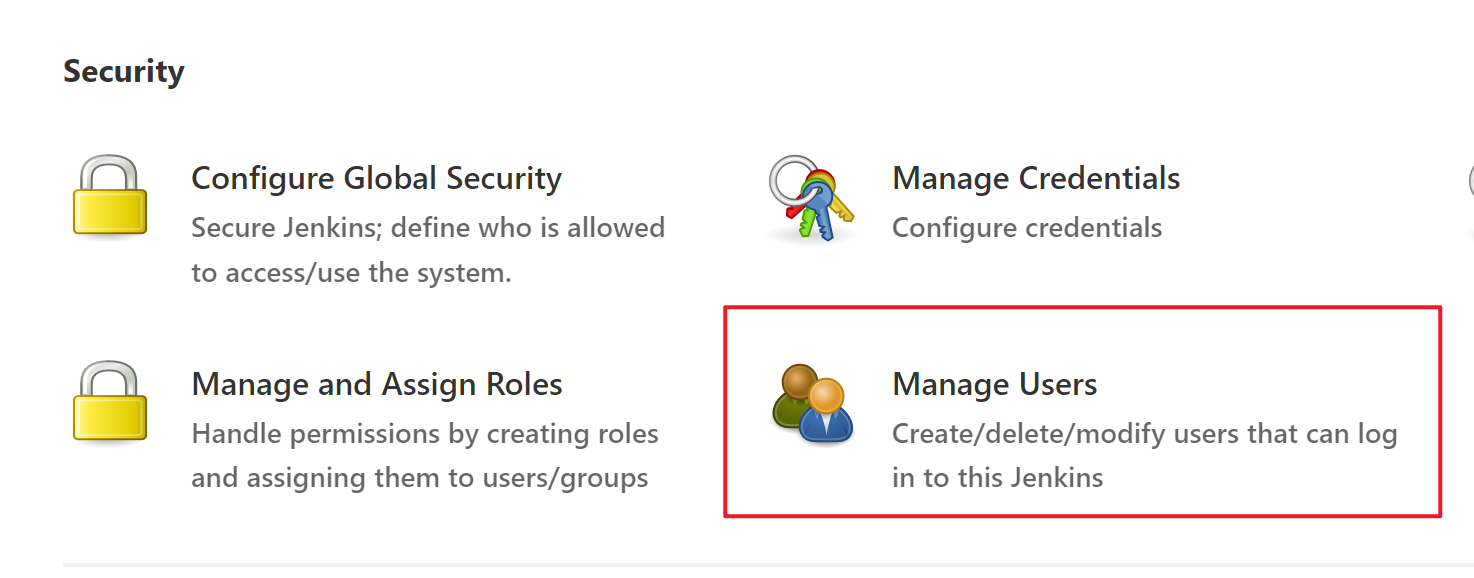 Security
Configure Global Security
Secure Jenkins; define who is allowed
to access/use the system.
Manage Credentials
Configure credentials
Manage and Assign Roles
Handle permissions by creating roles
and assigning them to users/groups
Manage Users
Create/delete/modify users that can log
in to this Jenkins